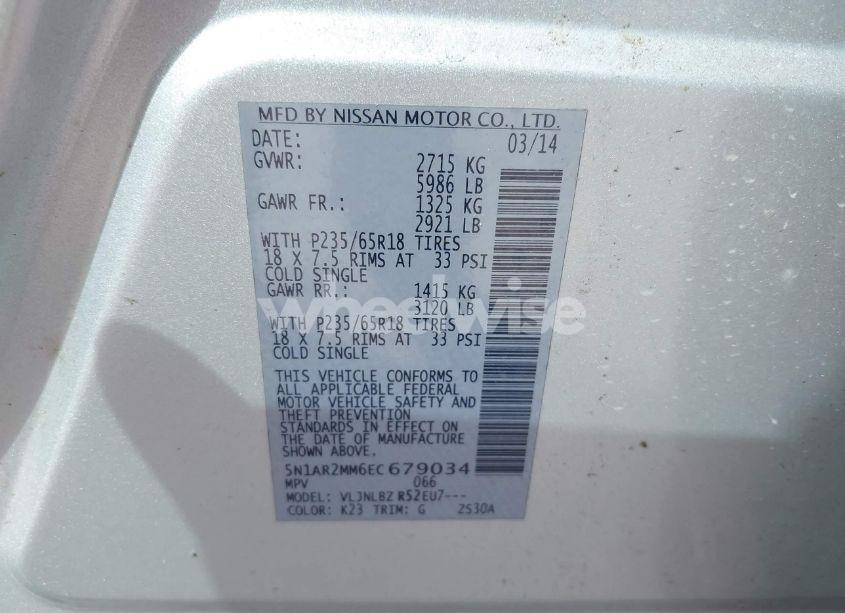 MFD BY NISSAN MOTOR CO., LTD.
DATE: 03/14
GVWR: 2715 KG
5986 LB
GAWR FR.: 1325 KG
2921 LB
WITH P235/65R18 TIRES
18 X 7.5 RIMS AT 33 PSI
COLD SINGLE
GAWR RR.: 1415 KG
3120 LB
WITH P235/65R18 TIRES
18 X 7.5 RIMS AT 33 PSI
COLD SINGLE
wheelwise
THIS VEHICLE CONFORMS TO
ALL APPLICABLE FEDERAL
MOTOR VEHICLE SAFETY AND
THEFT PREVENTION
STANDARDS IN EFFECT ON
THE DATE OF MANUFACTURE
SHOWN ABOVE.
5N1AR2MM6EC679034
MPV 066
MODEL: VLJNLBZ R52EU7---
COLOR: K23 TRIM: G ZS30A